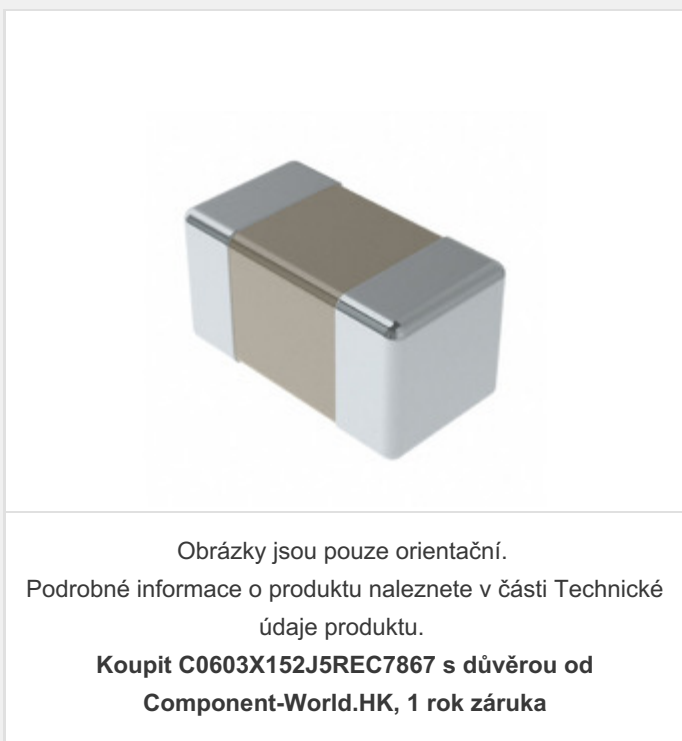 Obrázky jsou pouze orientační.
Podrobné informace o produktu naleznete v části Technické
údaje produktu.
Koupit C0603X152J5REC7867 s důvěrou od
Component-World.HK, 1 rok záruka